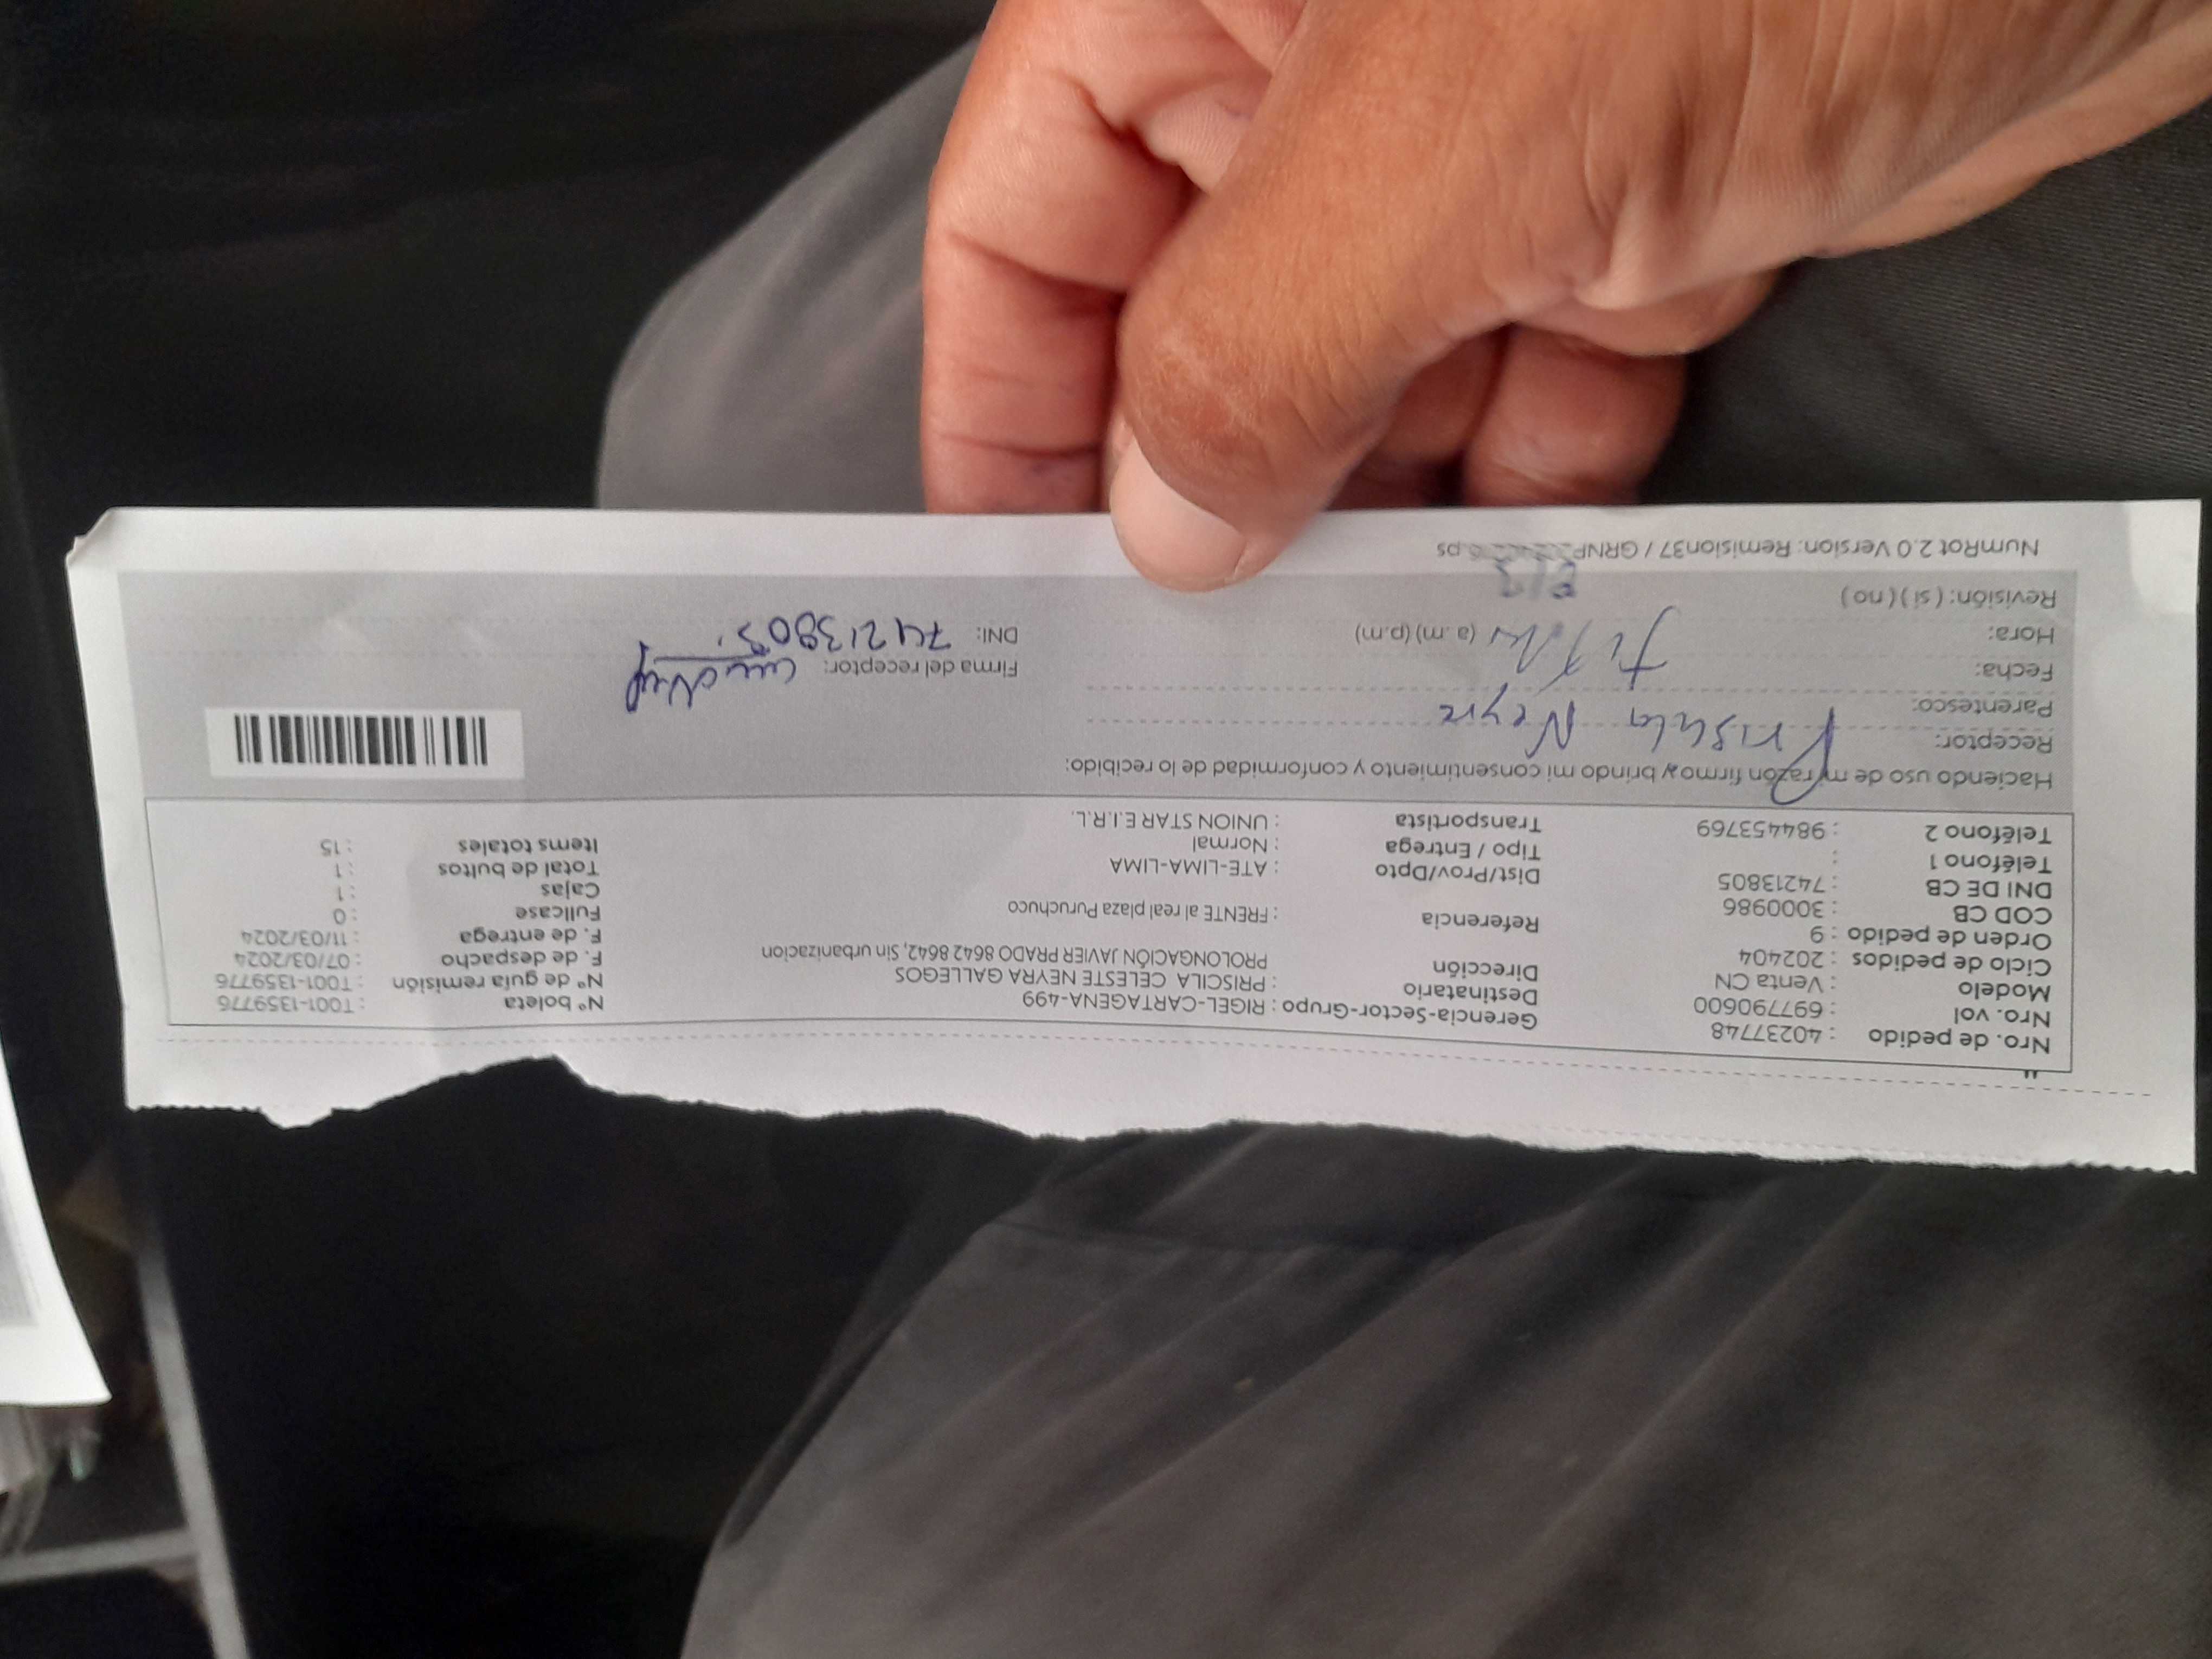 Nro. de pedido : 40237748 Gerencia-Sector-Grupo : RIGEL-CARTAGENA-499 N° boleta : T001-1359776
Nro. vol : 697790600 Destinatario : PRISCILA CELESTE NEYRA GALLEGOS N° de guía remisión : T001-1359776
Modelo : Venta CN Dirección PROLONGACIÓN JAVIER PRADO 8642 8642, Sin urbanizacion F. de despacho : 07/03/2024
Ciclo de pedidos : 202404 F. de entrega : 11/03/2024
Orden de pedido : 9 Referencia : FRENTE al real plaza Puruchuco Fullcase : 0
COD CB : 3000986 Cajas : 1
DNI DE CB : 74213805 Dist/Prov/Dpto : ATE-LIMA-LIMA Total de bultos : 1
Teléfono 1 : Tipo / Entrega : Normal Items totales : 15
Teléfono 2 : 984453769 Transportista : UNION STAR E.I.R.L.
Haciendo uso de mi razón firmo y brindo mi consentimiento y conformidad de lo recibido:
Receptor: Priscila Neyra
Parentesco:
Fecha: Firma del receptor:
Hora: (a.m) (p.m) DNI: 74213805
Revisión: ( si ) ( no )
NumRot 2.0 Version: Remision37 / GRNP